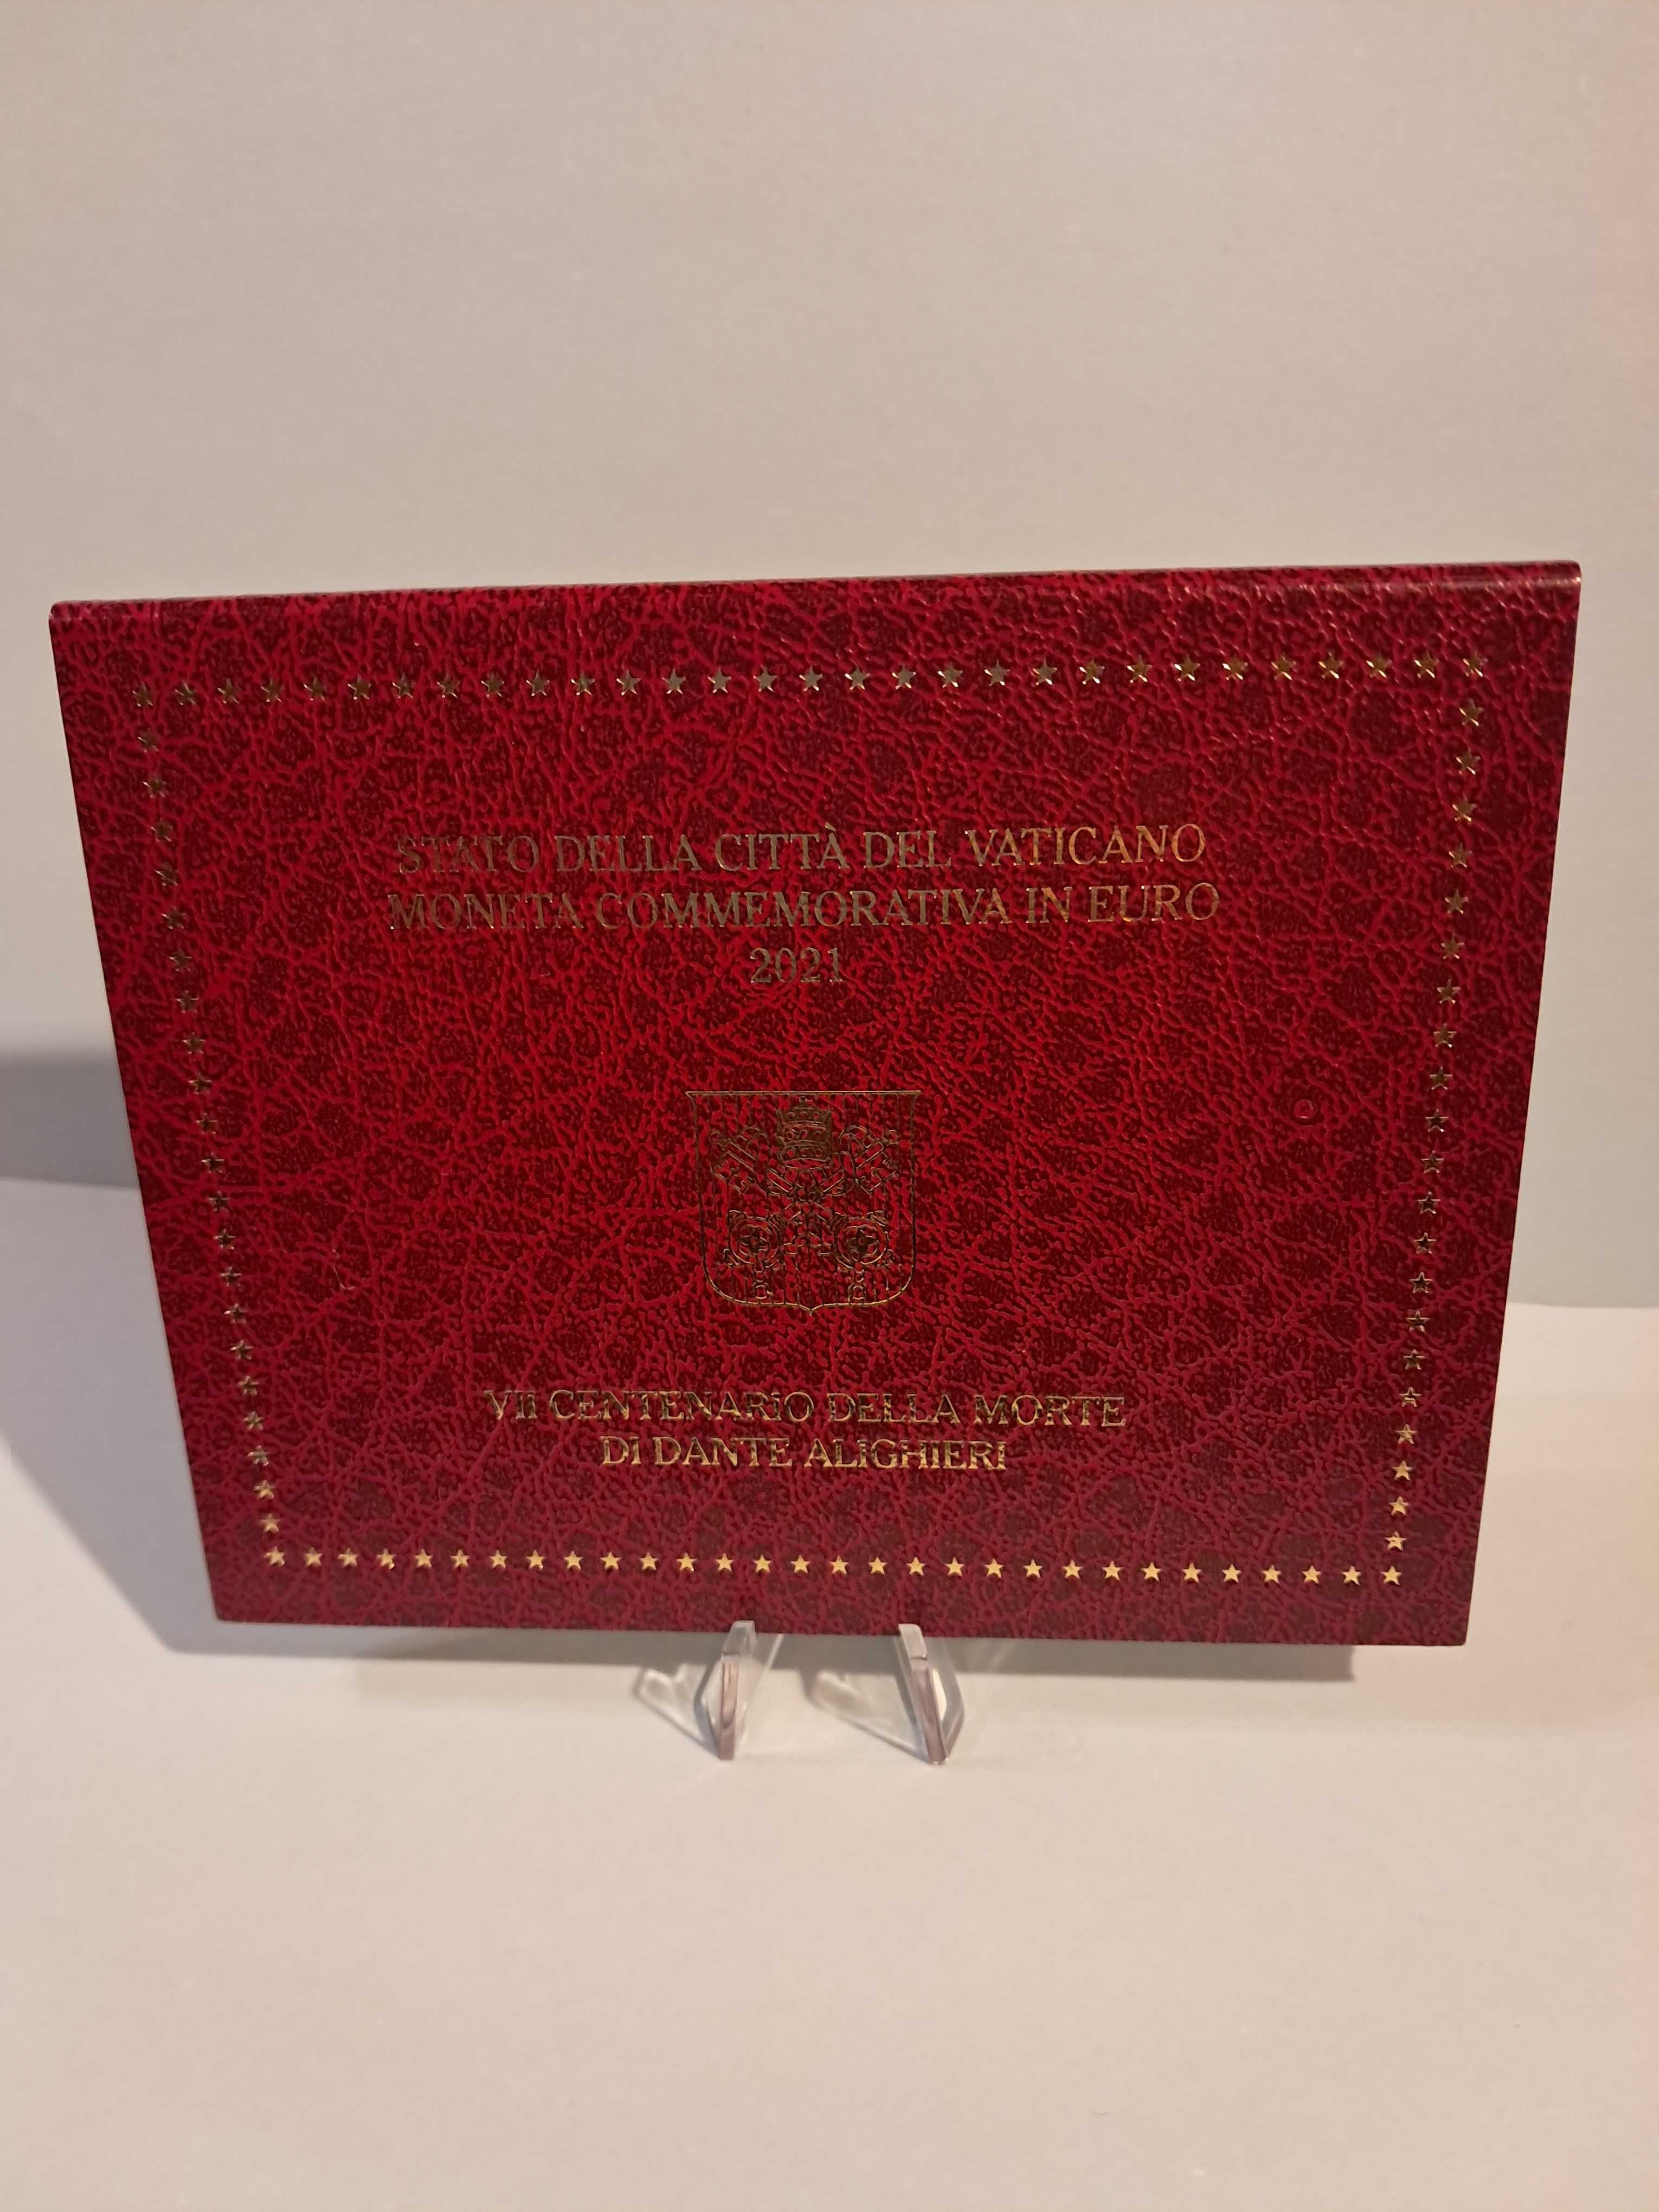 STATO DELLA CITTÀ DEL VATICANO
MONETA COMMEMORATIVA IN EURO
2021
VII CENTENARIO DELLA MORTE
DI DANTE ALIGHIERI